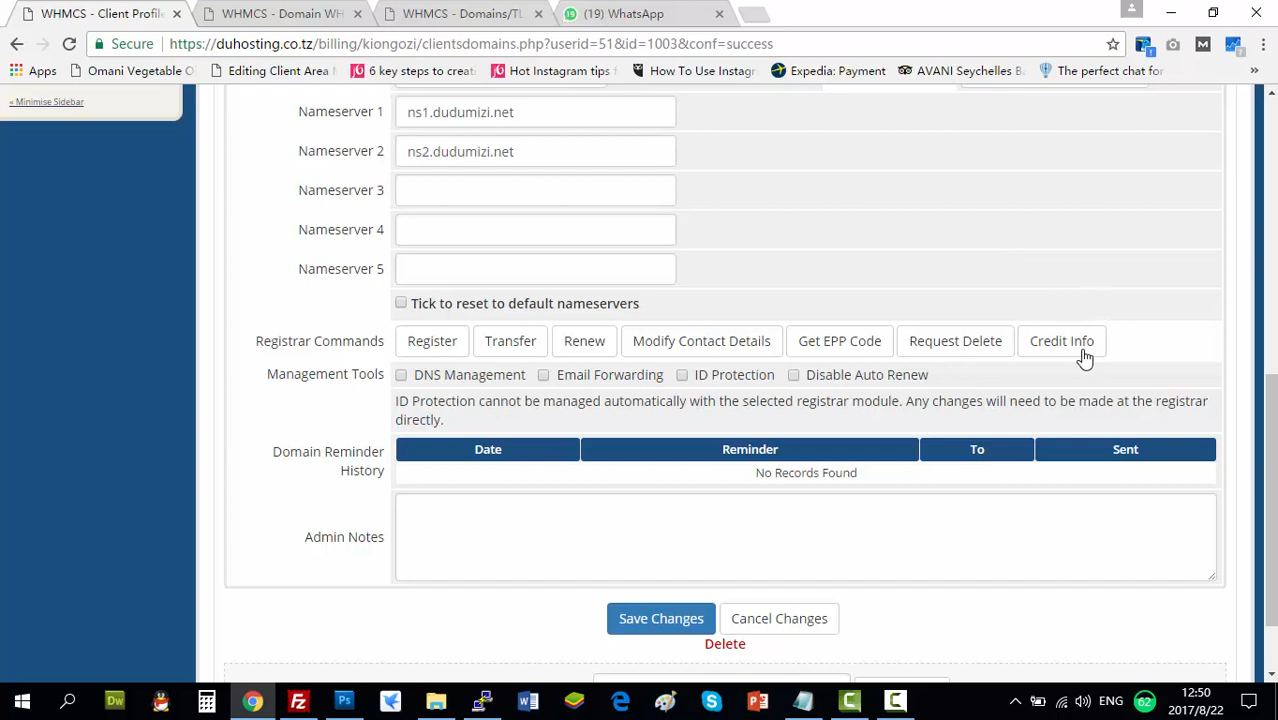 WHMCS - Client Profile
WHMCS - Domain WH
WHMCS - Domains/TL
(19) WhatsApp
Secure
https://duhosting.co.tz/billing/kiongozi/clientsdomains.php?userid=51&id=1003&conf=success
Apps
Omani Vegetable O
Editing Client Area
6 key steps to creati
Hot Instagram tips f
How To Use Instag
Expedia: Payment
AVANI Seychelles Ba
The perfect chat for
»
« Minimise Sidebar
Nameserver 1
ns1.dudumizi.net
Nameserver 2
ns2.dudumizi.net
Nameserver 3
Nameserver 4
Nameserver 5
Tick to reset to default nameservers
Registrar Commands
Register
Transfer
Renew
Modify Contact Details
Get EPP Code
Request Delete
Credit Info
Management Tools
DNS Management
Email Forwarding
ID Protection
Disable Auto Renew
ID Protection cannot be managed automatically with the selected registrar module. Any changes will need to be made at the registrar
directly.
Domain Reminder
History
Date
Reminder
To
Sent
No Records Found
Admin Notes
Save Changes
Cancel Changes
Delete
ENG
62
12:50
2017/8/22